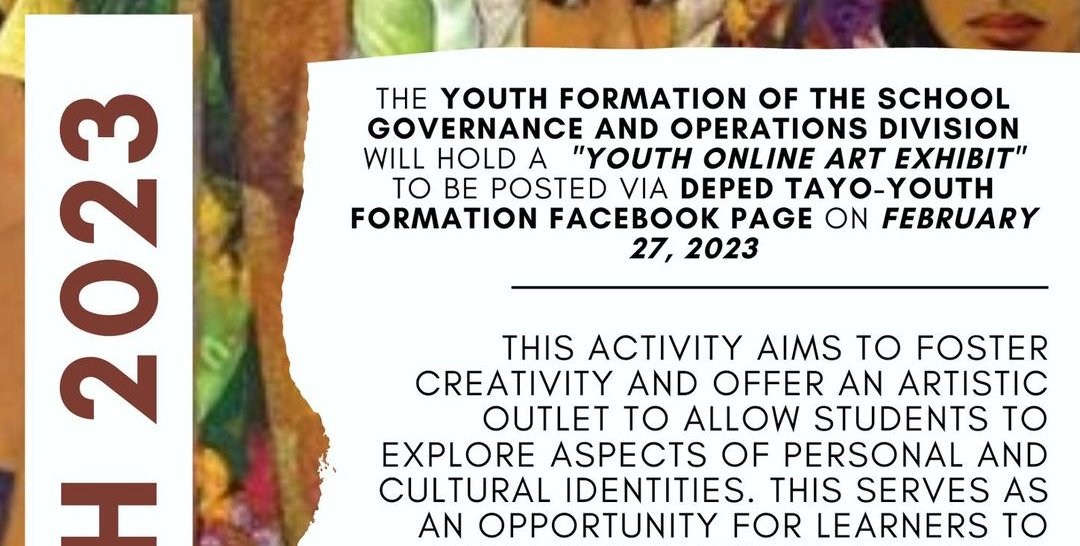 H 2023
THE YOUTH FORMATION OF THE SCHOOL
GOVERNANCE AND OPERATIONS DIVISION
WILL HOLD A "YOUTH ONLINE ART EXHIBIT"
TO BE POSTED VIA DEPED TAYO-YOUTH
FORMATION FACEBOOK PAGE ON FEBRUARY
27, 2023
THIS ACTIVITY AIMS TO FOSTER
CREATIVITY AND OFFER AN ARTISTIC
OUTLET TO ALLOW STUDENTS TO
EXPLORE ASPECTS OF PERSONAL AND
CULTURAL IDENTITIES. THIS SERVES AS
AN OPPORTUNITY FOR LEARNERS TO